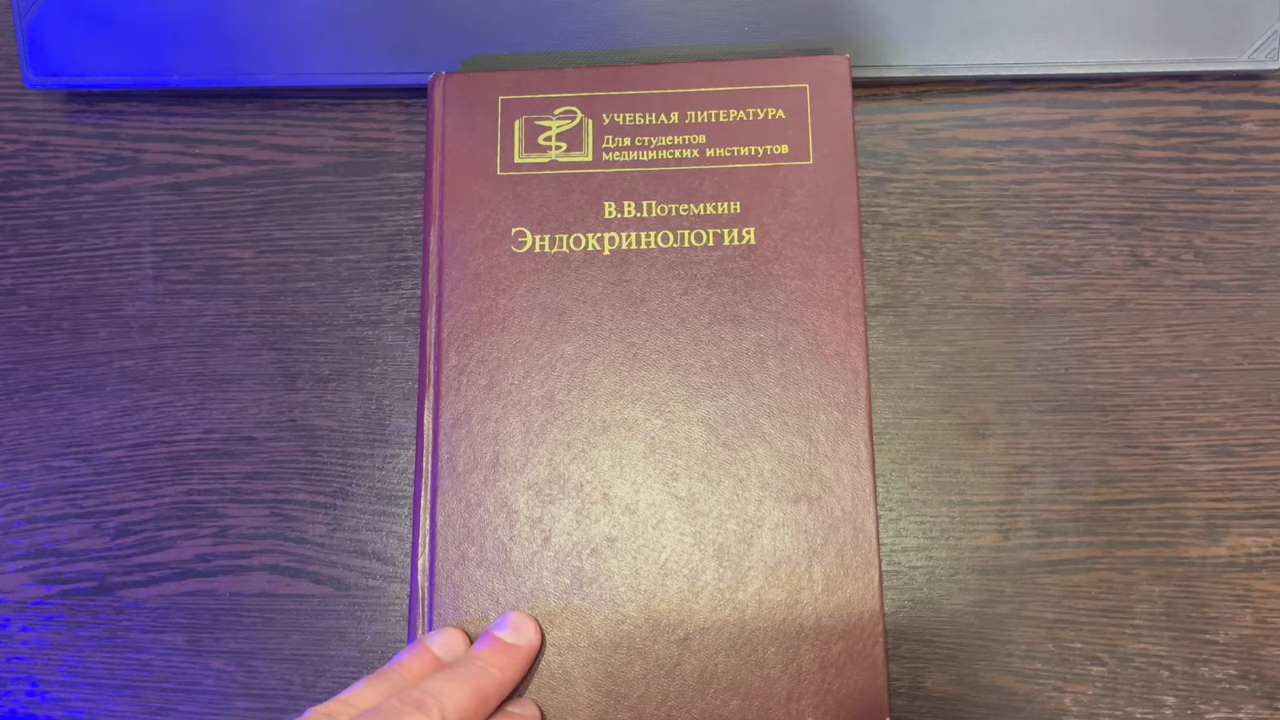 УЧЕБНАЯ ЛИТЕРАТУРА
Для студентов
медицинских институтов
В.В.Потемкин
Эндокринология